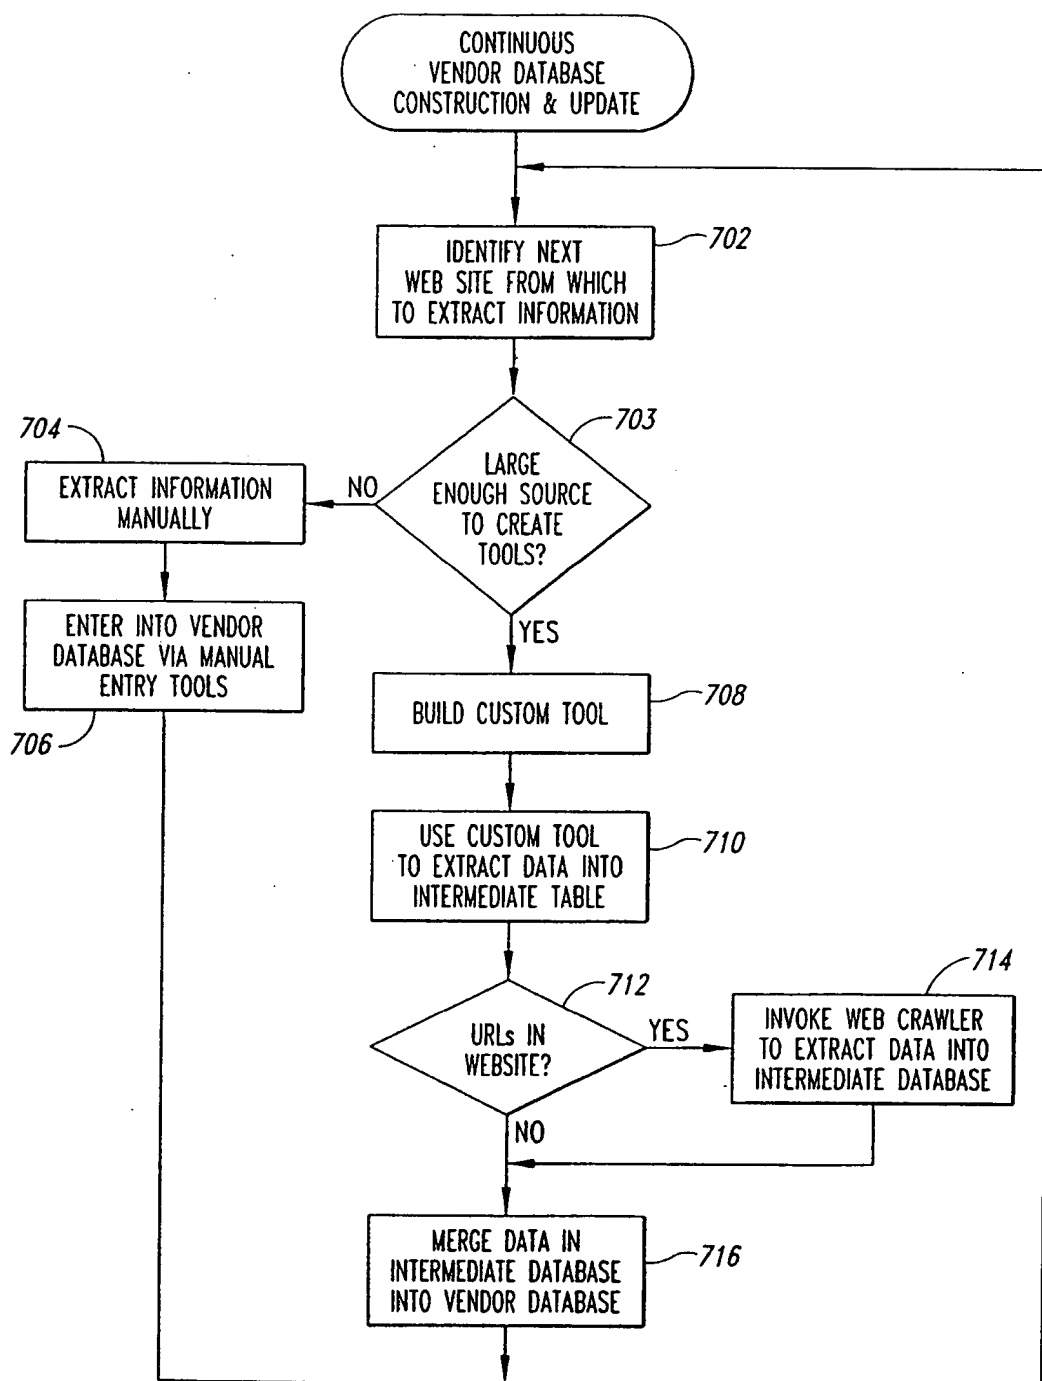 CONTINUOUS
VENDOR DATABASE
CONSTRUCTION & UPDATE
702
IDENTIFY NEXT
WEB SITE FROM WHICH
TO EXTRACT INFORMATION
703
LARGE
ENOUGH SOURCE
TO CREATE
TOOLS?
NO
704
EXTRACT INFORMATION
MANUALLY
ENTER INTO VENDOR
DATABASE VIA MANUAL
ENTRY TOOLS
706
YES
708
BUILD CUSTOM TOOL
USE CUSTOM TOOL
TO EXTRACT DATA INTO
INTERMEDIATE TABLE
710
712
URLs IN
WEBSITE?
YES
714
INVOKE WEB CRAWLER
TO EXTRACT DATA INTO
INTERMEDIATE DATABASE
NO
MERGE DATA IN
INTERMEDIATE DATABASE
INTO VENDOR DATABASE
716